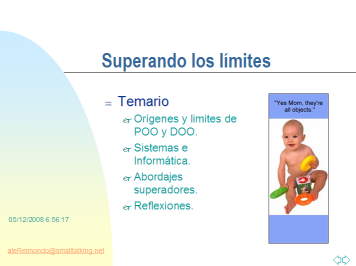 Superando los límites
Temario
Orígenes y limites de
POO y DOO.
Sistemas e
Informática.
Abordajes
superadores.
Reflexiones.
"Yes Mom, they're
all objects."
05/12/2008 6:56:17
aleReimondo@smalltalking.net